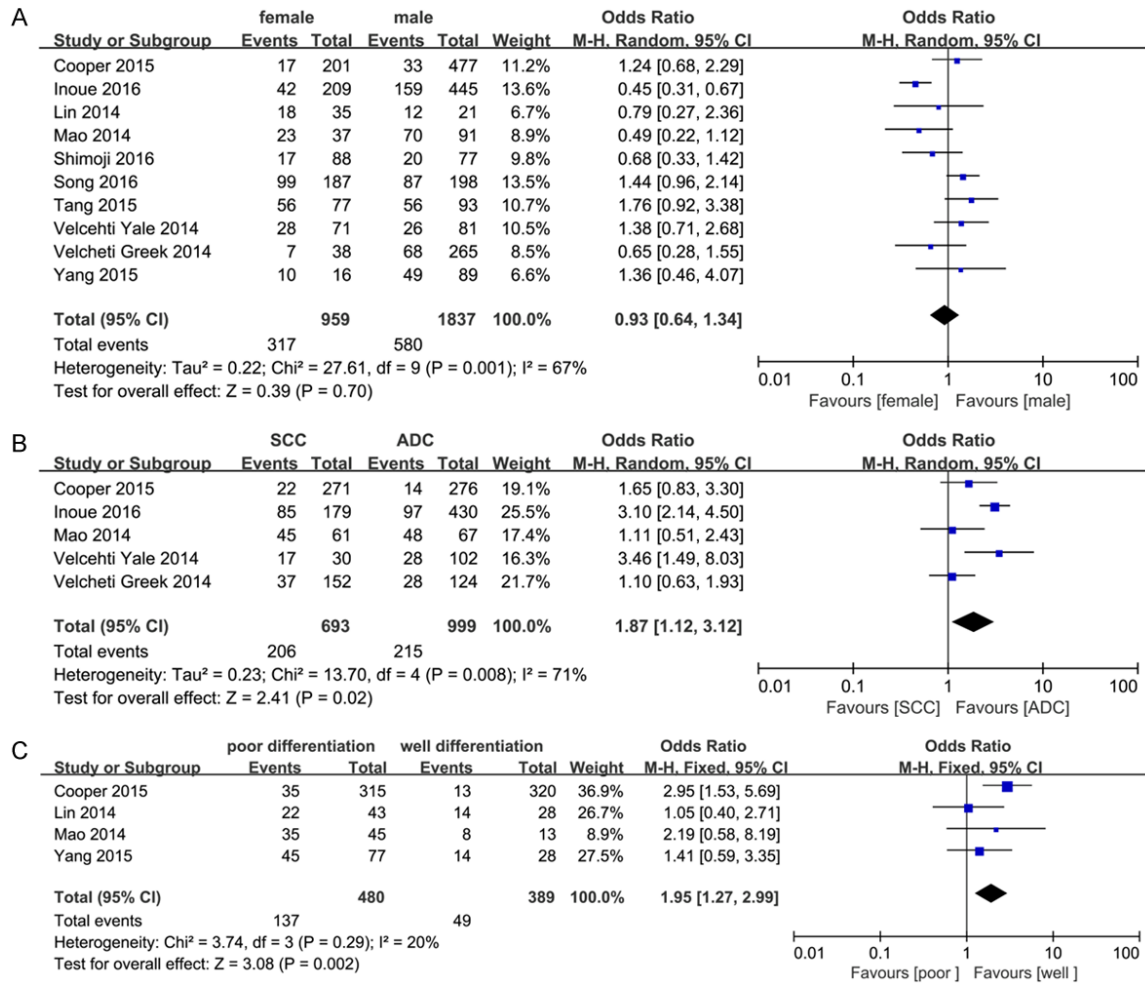 A
female male Odds Ratio Odds Ratio
Study or Subgroup Events Total Events Total Weight M-H, Random, 95% CI M-H, Random, 95% CI
Cooper 2015 17 201 33 477 11.2% 1.24 [0.68, 2.29]
Inoue 2016 42 209 159 445 13.6% 0.45 [0.31, 0.67]
Lin 2014 18 35 12 21 6.7% 0.79 [0.27, 2.36]
Mao 2014 23 37 70 91 8.9% 0.49 [0.22, 1.12]
Shimoji 2016 17 88 20 77 9.8% 0.68 [0.33, 1.42]
Song 2016 99 187 87 198 13.5% 1.44 [0.96, 2.14]
Tang 2015 56 77 56 93 10.7% 1.76 [0.92, 3.38]
Velcehti Yale 2014 28 71 26 81 10.5% 1.38 [0.71, 2.68]
Velcheti Greek 2014 7 38 68 265 8.5% 0.65 [0.28, 1.55]
Yang 2015 10 16 49 89 6.6% 1.36 [0.46, 4.07]
Total (95% CI) 959 1837 100.0% 0.93 [0.64, 1.34]
Total events 317 580
Heterogeneity: Tau² = 0.22; Chi² = 27.61, df = 9 (P = 0.001); I² = 67%
Test for overall effect: Z = 0.39 (P = 0.70)
0.01 0.1 1 10 100
Favours [female] Favours [male]
B
SCC ADC Odds Ratio Odds Ratio
Study or Subgroup Events Total Events Total Weight M-H, Random, 95% CI M-H, Random, 95% CI
Cooper 2015 22 271 14 276 19.1% 1.65 [0.83, 3.30]
Inoue 2016 85 179 97 430 25.5% 3.10 [2.14, 4.50]
Mao 2014 45 61 48 67 17.4% 1.11 [0.51, 2.43]
Velcehti Yale 2014 17 30 28 102 16.3% 3.46 [1.49, 8.03]
Velcheti Greek 2014 37 152 28 124 21.7% 1.10 [0.63, 1.93]
Total (95% CI) 693 999 100.0% 1.87 [1.12, 3.12]
Total events 206 215
Heterogeneity: Tau² = 0.23; Chi² = 13.70, df = 4 (P = 0.008); I² = 71%
Test for overall effect: Z = 2.41 (P = 0.02)
0.01 0.1 1 10 100
Favours [SCC] Favours [ADC]
C
poor differentiation well differentiation Odds Ratio Odds Ratio
Study or Subgroup Events Total Events Total Weight M-H, Fixed, 95% CI M-H, Fixed, 95% CI
Cooper 2015 35 315 13 320 36.9% 2.95 [1.53, 5.69]
Lin 2014 22 43 14 28 26.7% 1.05 [0.40, 2.71]
Mao 2014 35 45 8 13 8.9% 2.19 [0.58, 8.19]
Yang 2015 45 77 14 28 27.5% 1.41 [0.59, 3.35]
Total (95% CI) 480 389 100.0% 1.95 [1.27, 2.99]
Total events 137 49
Heterogeneity: Chi² = 3.74, df = 3 (P = 0.29); I² = 20%
Test for overall effect: Z = 3.08 (P = 0.002)
0.01 0.1 1 10 100
Favours [poor ] Favours [well ]